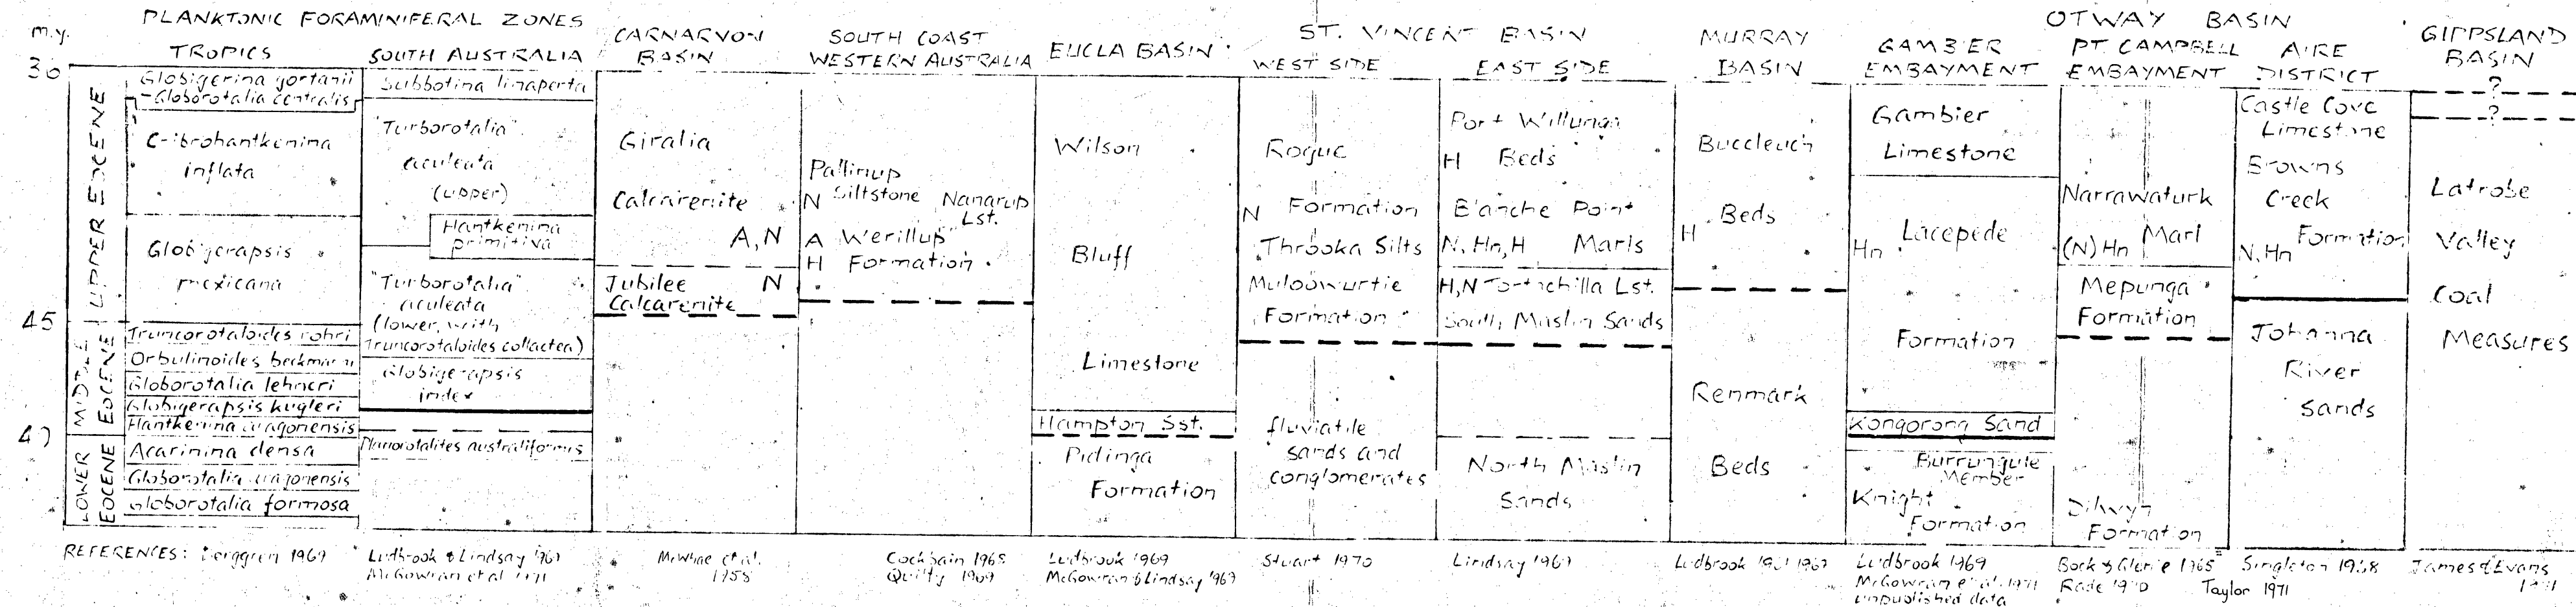 PLANKTONIC FORAMINIFERAL ZONES
m.y.
TROPICS
SOUTH AUSTRALIA
CARNARVON
BASIN
SOUTH COAST
WESTERN AUSTRALIA
EUCLA BASIN
ST. VINCENT BASIN
WEST SIDE
EAST SIDE
MURRAY
BASIN
OTWAY BASIN
GAMBIER
EMBAYMENT
PT. CAMPBELL
EMBAYMENT
AIRE
DISTRICT
GIPPSLAND
BASIN
UPPER EOCENE
MIDDLE
EOCENE
LOWER
EOCENE
45
Globigerina gortanii
-Globorotalia centralis
Cribrohantkenina
inflata
Globigerapsis
mexicana
Truncorotaloides rohri
Orbulinoides beckmanni
Globorotalia lehneri
Globigerapsis kugleri
Hantkenina aragonensis
Acarinina densa
Globorotalia aragonensis
Globorotalia formosa
Subbotina linaperta
"Turborotalia"
aculeata
(upper)
Hantkenina
primitiva
"Turborotalia"
aculeata
(lower, with
Truncorotaloides collactea)
Globigerapsis
index
Planorotalites australiformis
Giralia
Calcarenite
A, N
Jubilee N
Calcarenite
Pallinup
N Siltstone Nanarup
Lst.
A Werillup
H Formation
Wilson
Bluff
Limestone
Hampton Sst.
Pidinga
Formation
Rogue
N Formation
Throoka Silts
Muloowurtie
Formation
fluviatile
sands and
conglomerates
Port Willunga
H Beds
Blanche Point
N, Hn, H Marls
H, N Tortachilla Lst.
South Maslin Sands
North Maslin
Sands
Buccleuch
H Beds
Renmark
Beds
Gambier
Limestone
Hn Lacepede
Formation
Kongorong Sand
Burrungule
Member
Knight
Formation
Narrawaturk
(N) Hn Marl
Mepunga
Formation
Dilwyn
Formation
Castle Cove
Limestone
Browns
Creek
N, Hn Formation
Johanna
River
Sands
?
?
Latrobe
Valley
Coal
Measures
REFERENCES: Berggren 1969
Ludbrook & Lindsay 1969
McGowran et al 1971
McWhae et al.
1958
Cockbain 1968
Quilty 1969
Ludbrook 1969
McGowran & Lindsay 1969
Stuart 1970
Lindsay 1969
Ludbrook
Ludbrook 1969
McGowran et al 1971
unpublished data
Bock & Glenie 1965
Taylor 1971
Singleton 1968
James & Evans
1971